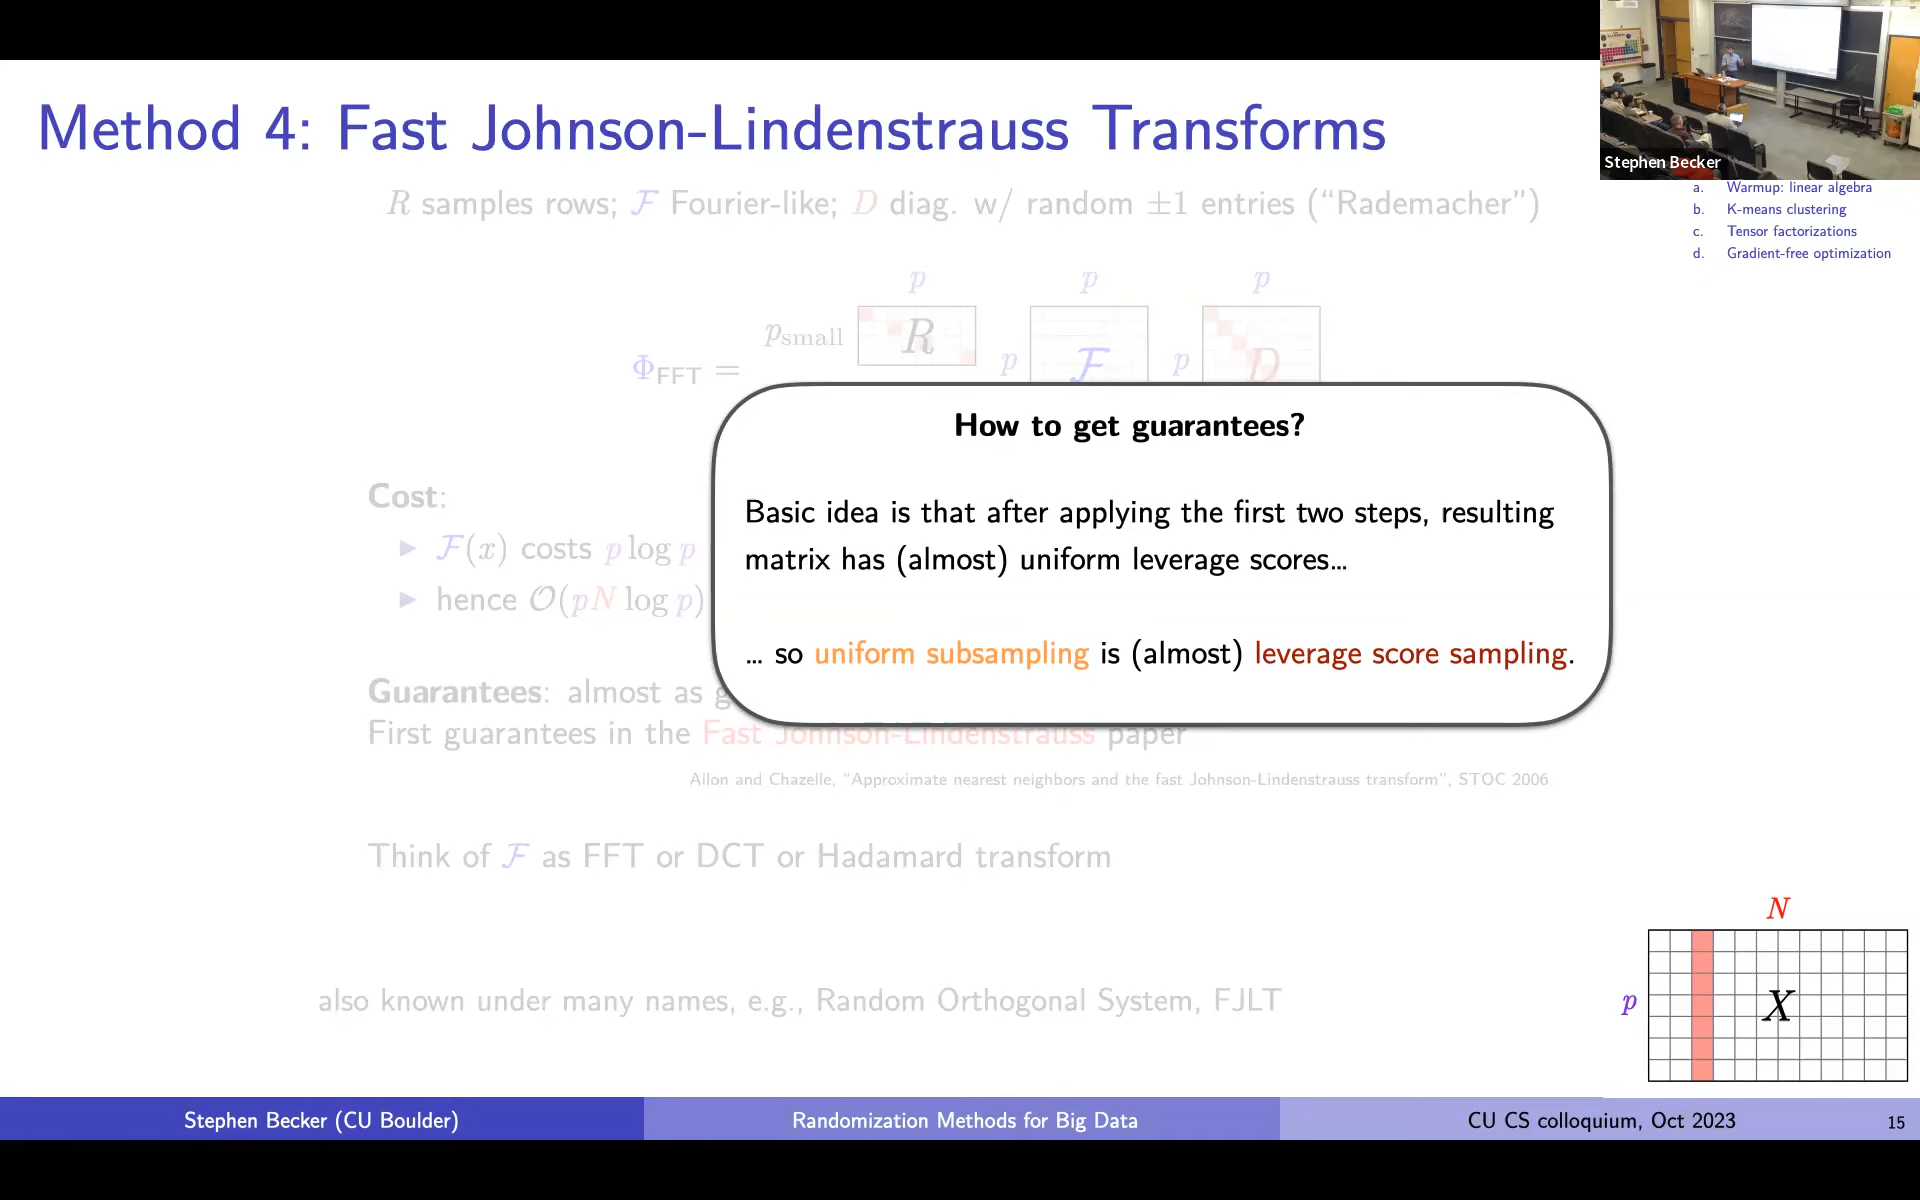 Method 4: Fast Johnson-Lindenstrauss Transforms
Stephen Becker
a. Warmup: linear algebra
b. K-means clustering
c. Tensor factorizations
d. Gradient-free optimization
R samples rows; ℱ Fourier-like; D diag. w/ random ±1 entries (“Rademacher”)
p p p
p_small R p ℱ p D
Φ_FFT =
How to get guarantees?
Basic idea is that after applying the first two steps, resulting
matrix has (almost) uniform leverage scores…
… so uniform subsampling is (almost) leverage score sampling.
Cost:
▶ ℱ(x) costs p log p
▶ hence 𝒪(pN log p)
Guarantees: almost as
First guarantees in the Fast Johnson-Lindenstrauss paper
Ailon and Chazelle, “Approximate nearest neighbors and the fast Johnson-Lindenstrauss transform”, STOC 2006
Think of ℱ as FFT or DCT or Hadamard transform
also known under many names, e.g., Random Orthogonal System, FJLT
N
p X
Stephen Becker (CU Boulder) Randomization Methods for Big Data CU CS colloquium, Oct 2023 15